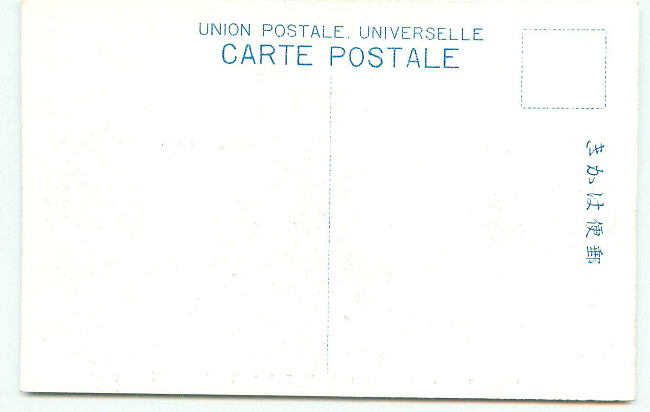 UNION POSTALE. UNIVERSELLE
CARTE POSTALE
郵便はかき